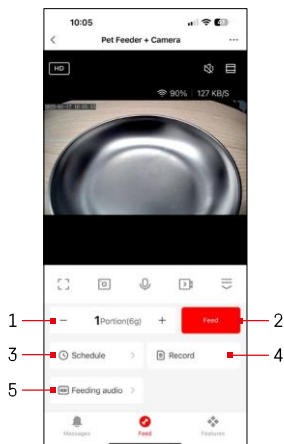 10:05
Pet Feeder + Camera
HD
90% 127 KB/S
1 — 1 Portion(6g) + Feed 2
3 Schedule Record 4
5 Feeding audio
Messages Feed Features